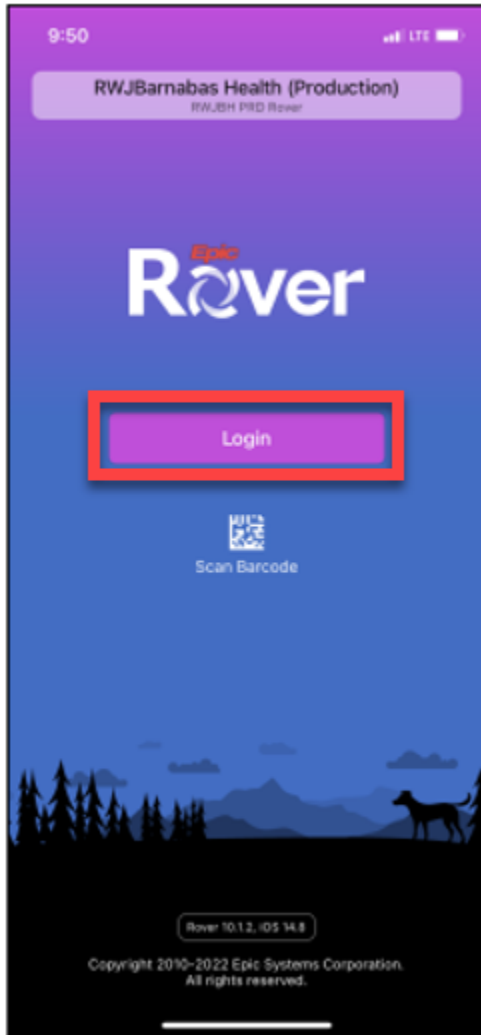 9:50
LTE
RWJBarnabas Health (Production)
RWJBH PRD Rover
Epic
Rover
Login
Scan Barcode
Rover 10.1.2, iOS 14.8
Copyright 2010-2022 Epic Systems Corporation.
All rights reserved.